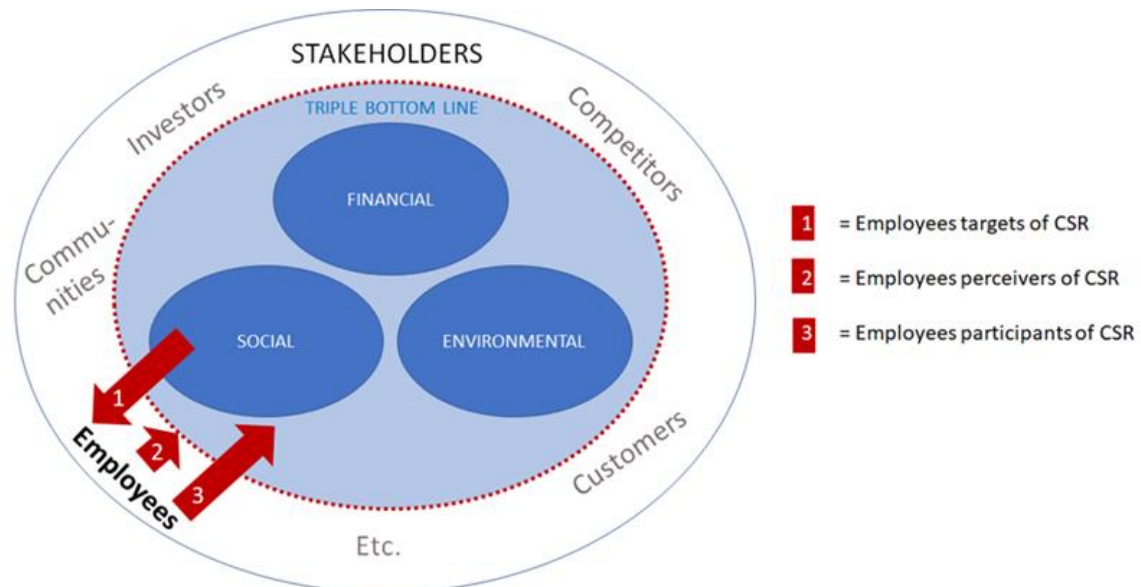 STAKEHOLDERS
Investors
Competitors
TRIPLE BOTTOM LINE
FINANCIAL
Commu-
nities
SOCIAL
ENVIRONMENTAL
1
2
3
Employees
Customers
Etc.
1 = Employees targets of CSR
2 = Employees perceivers of CSR
3 = Employees participants of CSR